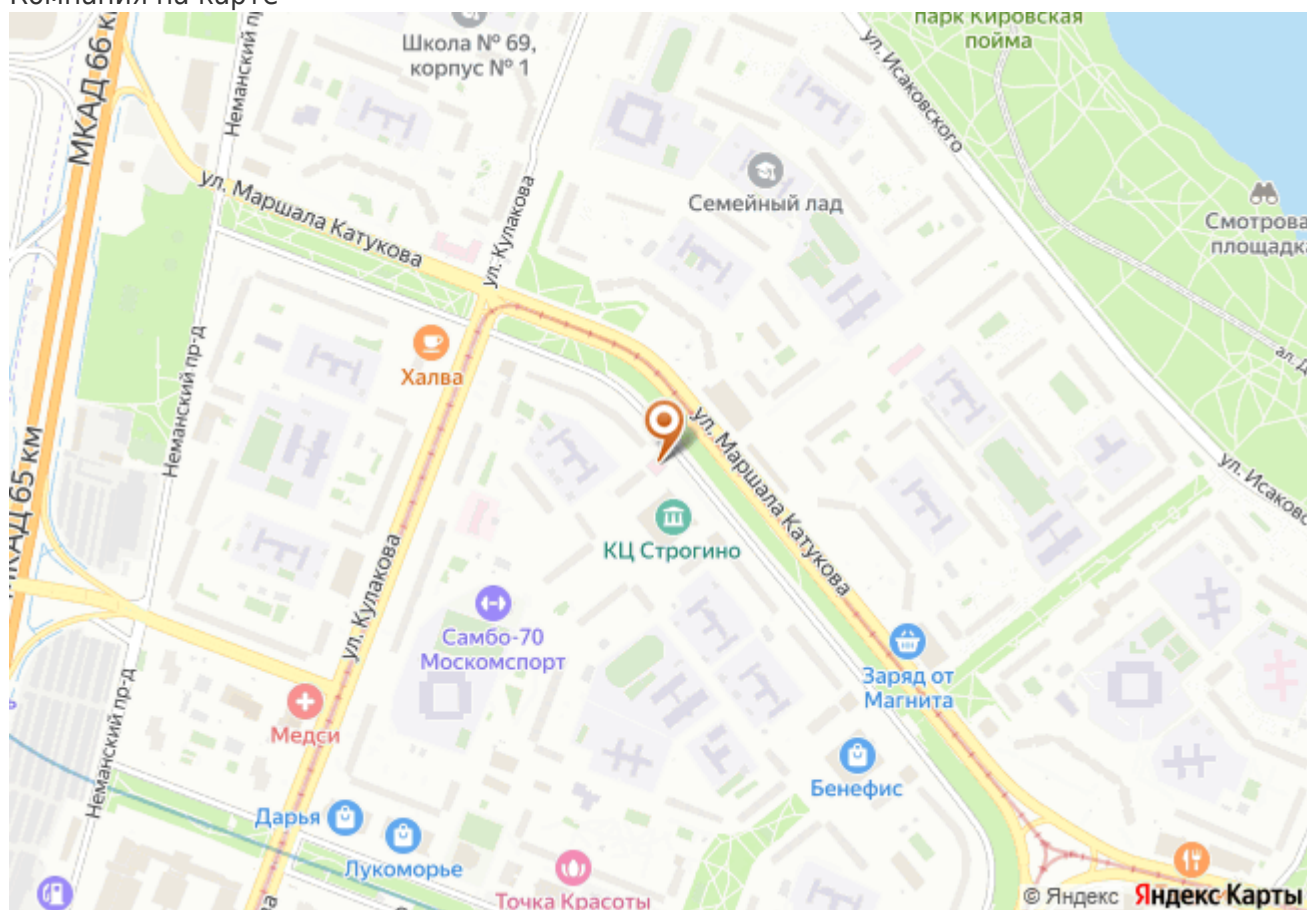 Компания на карте
МКАД 66 к
Неманский пр
Школа № 69,
корпус № 1
парк Кировская
пойма
ул. Исаковского
ул. Маршала Катукова
ул. Кулакова
Семейный лад
Смотрова
площадка
Неманский пр-д
Халва
ул. Маршала Катукова
ал. Д
ул. Исаковс
МКАД 65 км
КЦ Строгино
ул. Кулакова
Самбо-70
Москомспорт
Заряд от
Магнита
Неманский пр-д
Медси
Бенефис
Дарья
Лукоморье
Точка Красоты
© Яндекс Яндекс Карты